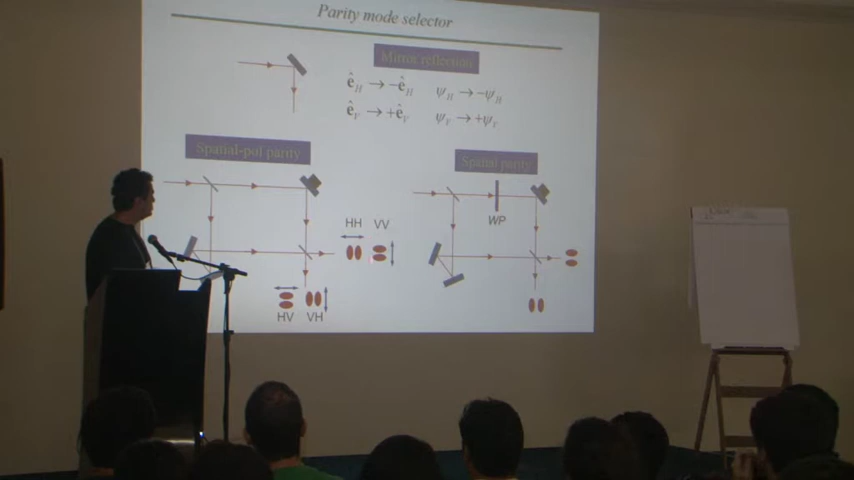 Parity mode selector
Mirror reflection
ê_H → −ê_H ψ_H → −ψ_H
ê_V → +ê_V ψ_V → +ψ_V
Spatial-pol parity
Spatial parity
WP
HH VV
HV VH